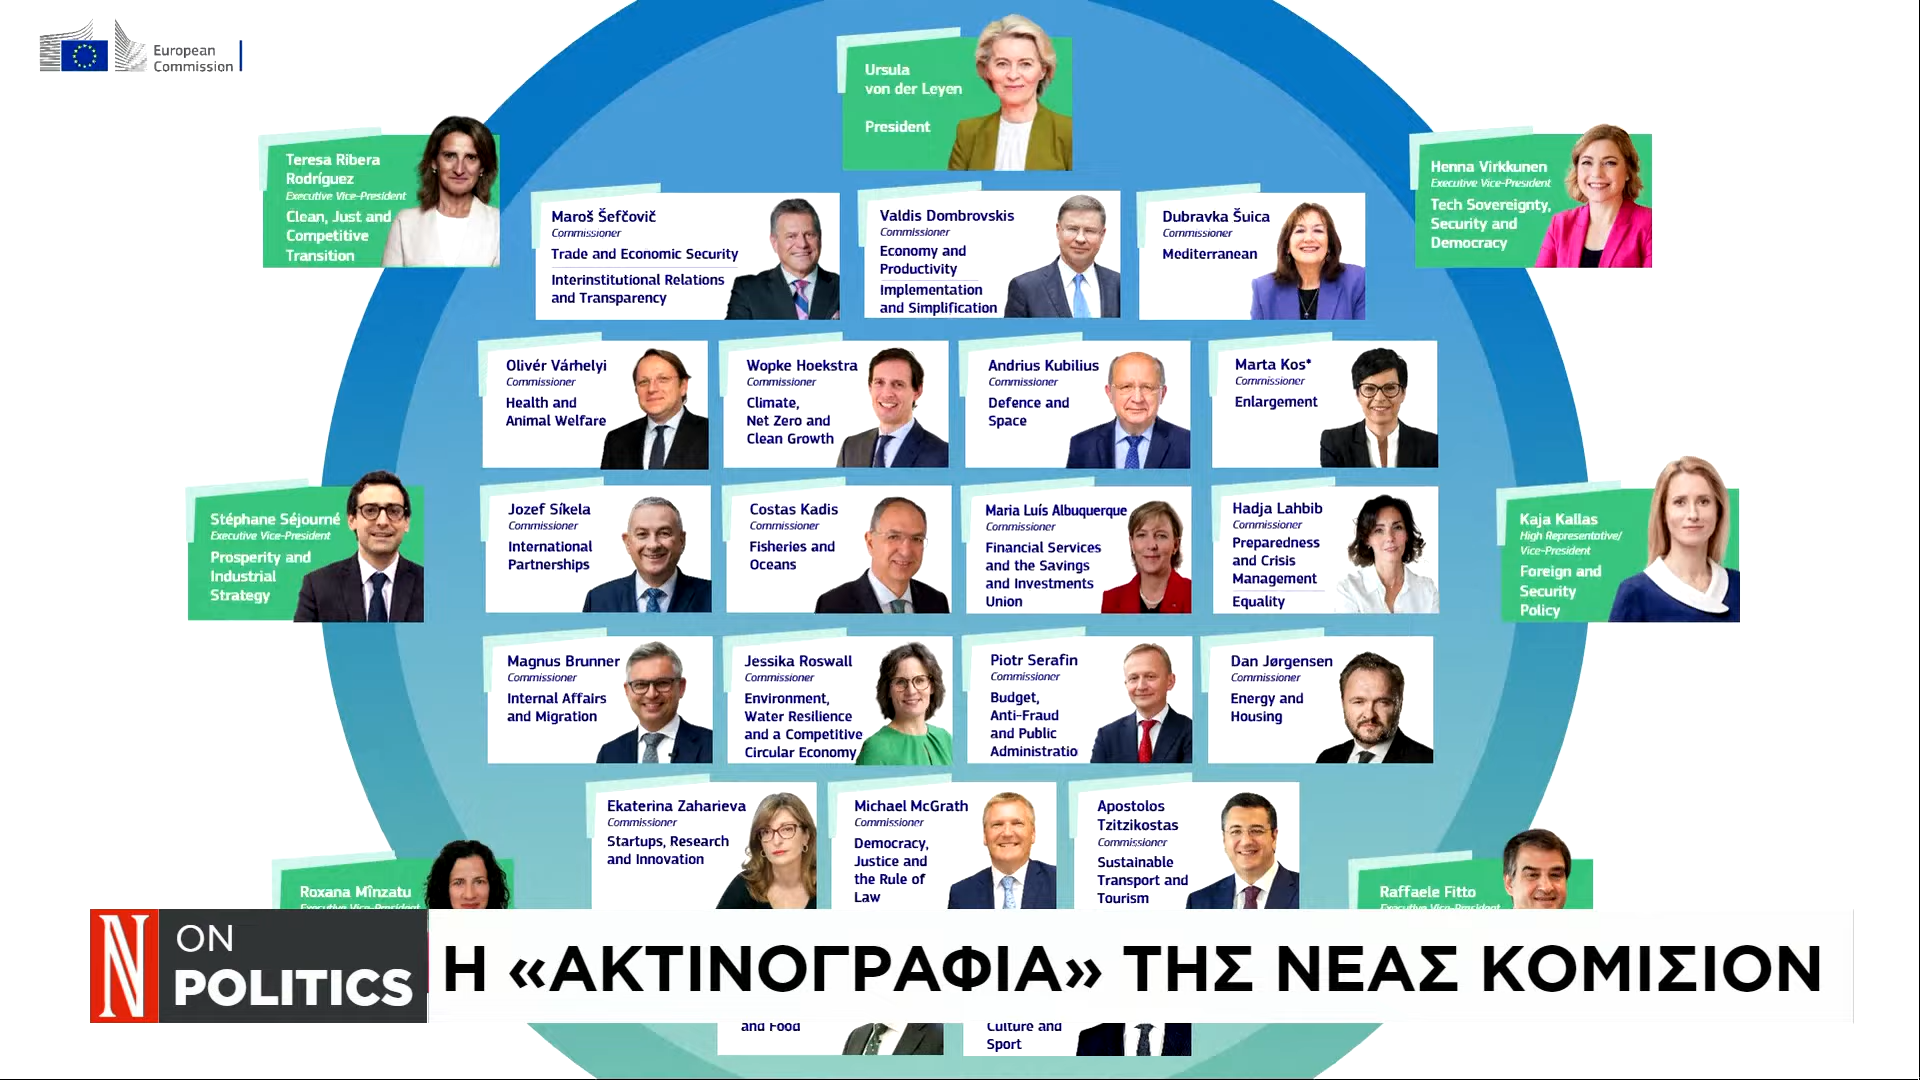 European
Commission
Ursula
von der Leyen
President
Teresa Ribera
Rodríguez
Executive Vice-President
Clean, Just and
Competitive
Transition
Henna Virkkunen
Executive Vice-President
Tech Sovereignty,
Security and
Democracy
Maroš Šefčovič
Commissioner
Trade and Economic Security
Interinstitutional Relations
and Transparency
Valdis Dombrovskis
Commissioner
Economy and
Productivity
Implementation
and Simplification
Dubravka Šuica
Commissioner
Mediterranean
Olivér Várhelyi
Commissioner
Health and
Animal Welfare
Wopke Hoekstra
Commissioner
Climate,
Net Zero and
Clean Growth
Andrius Kubilius
Commissioner
Defence and
Space
Marta Kos*
Commissioner
Enlargement
Stéphane Séjourné
Executive Vice-President
Prosperity and
Industrial
Strategy
Jozef Síkela
Commissioner
International
Partnerships
Costas Kadis
Commissioner
Fisheries and
Oceans
Maria Luís Albuquerque
Commissioner
Financial Services
and the Savings
and Investments
Union
Hadja Lahbib
Commissioner
Preparedness
and Crisis
Management
Equality
Kaja Kallas
High Representative/
Vice-President
Foreign and
Security
Policy
Magnus Brunner
Commissioner
Internal Affairs
and Migration
Jessika Roswall
Commissioner
Environment,
Water Resilience
and a Competitive
Circular Economy
Piotr Serafin
Commissioner
Budget,
Anti-Fraud
and Public
Administratio
Dan Jørgensen
Commissioner
Energy and
Housing
Ekaterina Zaharieva
Commissioner
Startups, Research
and Innovation
Michael McGrath
Commissioner
Democracy,
Justice and
the Rule of
Law
Apostolos
Tzitzikostas
Commissioner
Sustainable
Transport and
Tourism
Roxana Mînzatu
Executive Vice-President
Raffaele Fitto
Executive Vice-President
N ON
POLITICS
Η «ΑΚΤΙΝΟΓΡΑΦΙΑ» ΤΗΣ ΝΕΑΣ ΚΟΜΙΣΙΟΝ
and Food
Culture and
Sport